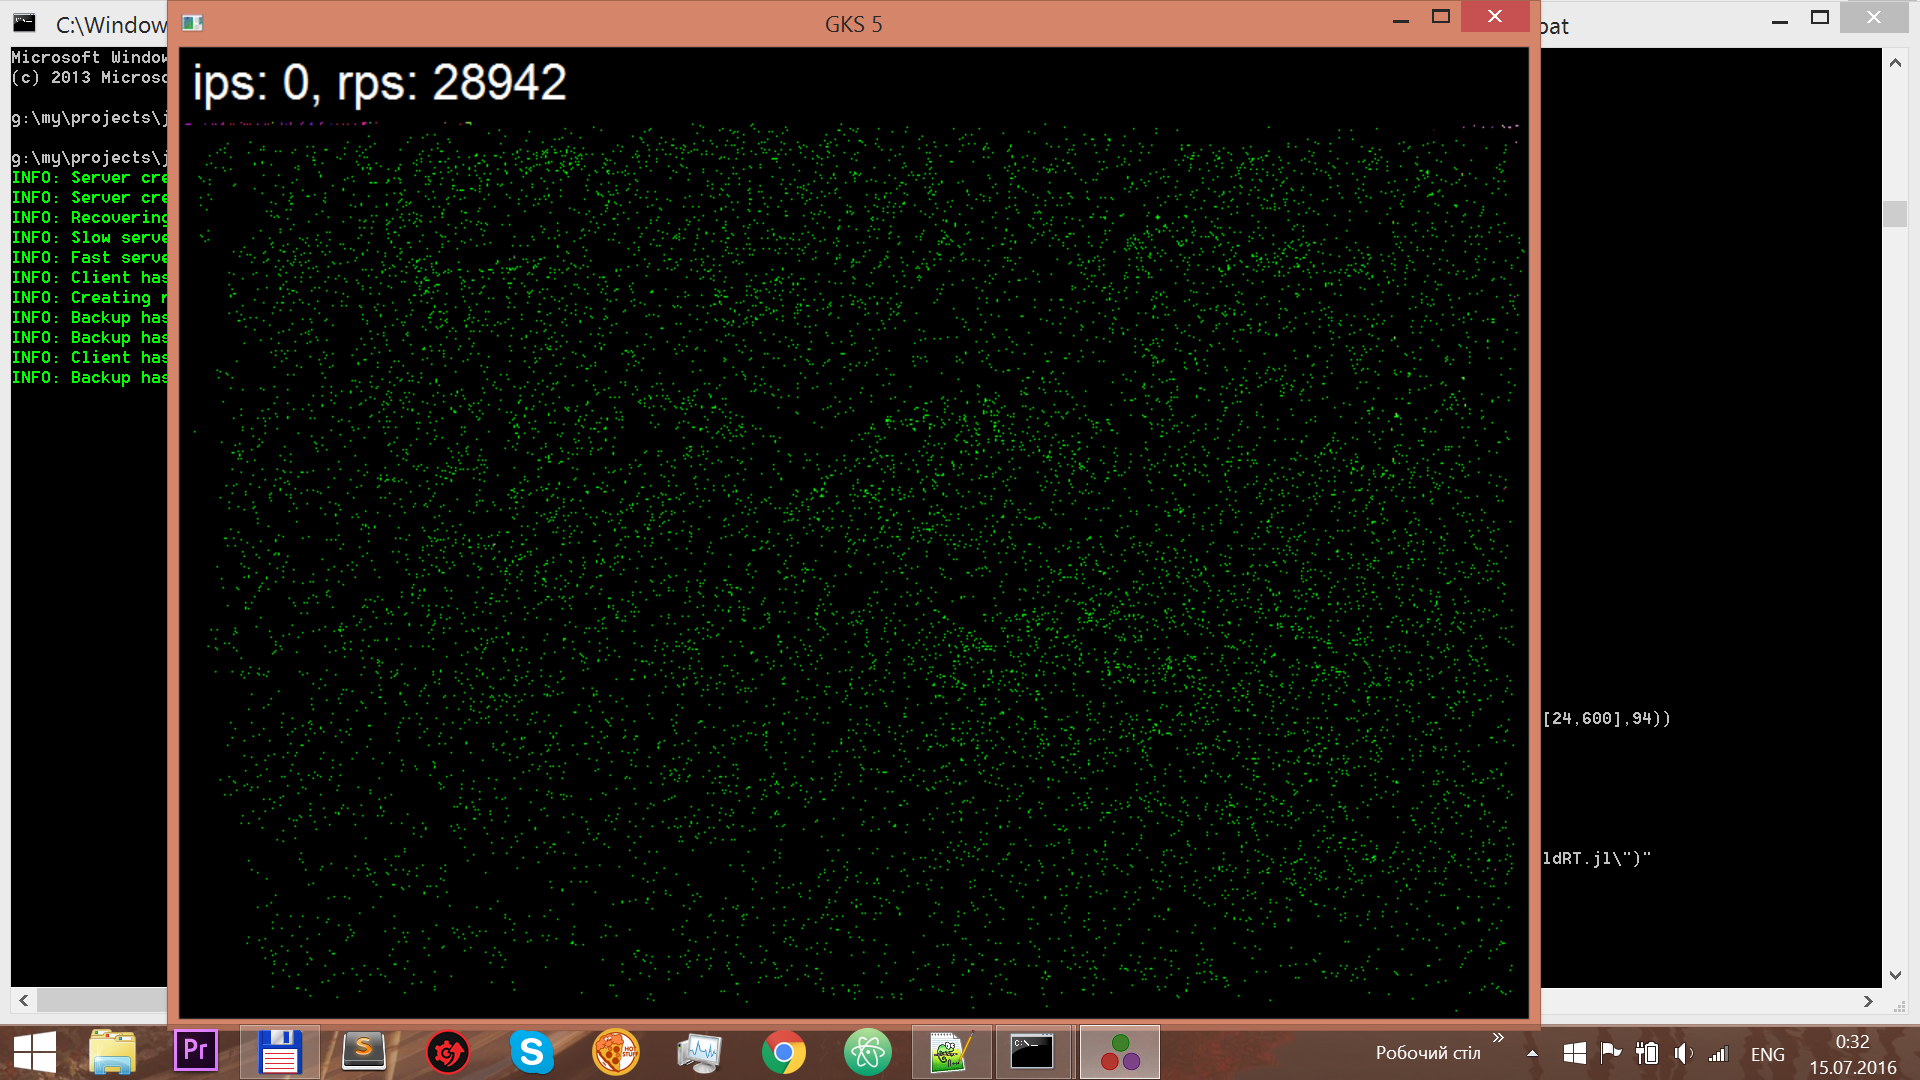 C:\Window
GKS 5
bat
Microsoft Window
(c) 2013 Microso
g:\my\projects\j
g:\my\projects\j
INFO: Server cre
INFO: Server cre
INFO: Recovering
INFO: Slow serve
INFO: Fast serve
INFO: Client has
INFO: Creating r
INFO: Backup has
INFO: Backup has
INFO: Client has
INFO: Backup has
ips: 0, rps: 28942
[24,600],94))
ldRT.jl\")"
Pr
S
S
HOT STUFF
C:\_
Робочий стіл
ENG
0:32
15.07.2016